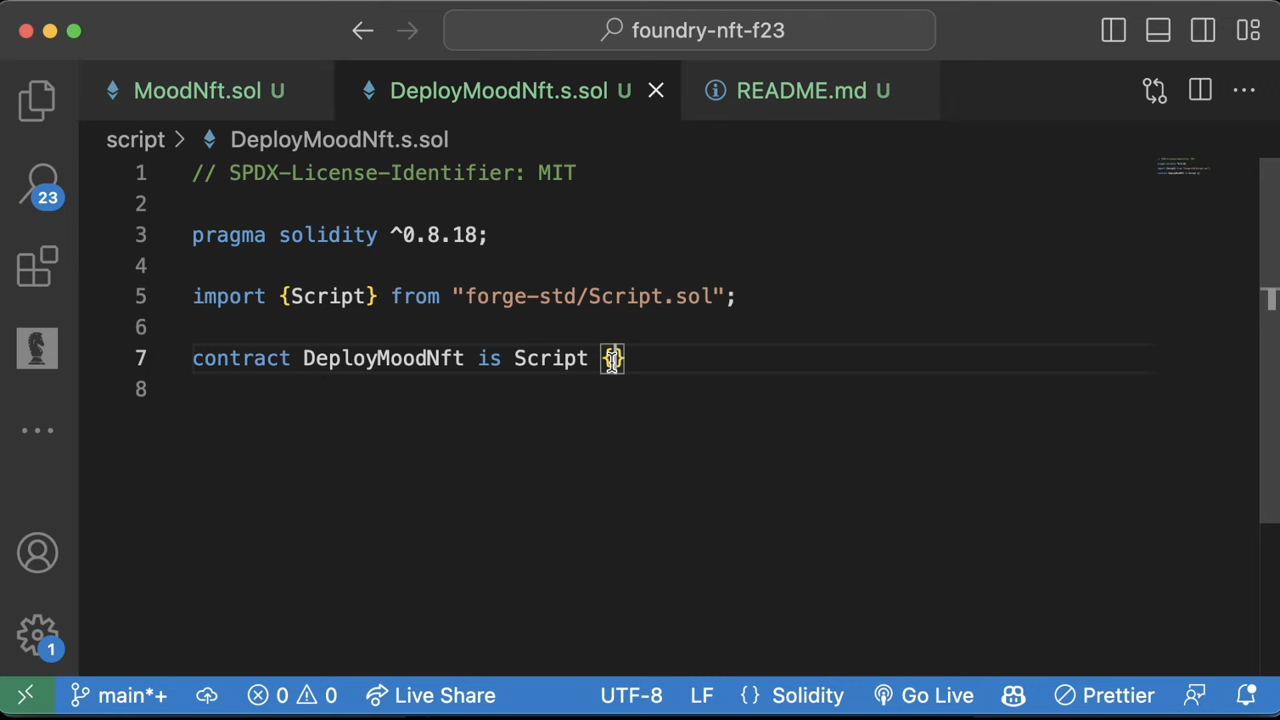 foundry-nft-f23
MoodNft.sol U
DeployMoodNft.s.sol U
README.md U
script > DeployMoodNft.s.sol
1 // SPDX-License-Identifier: MIT
2
3 pragma solidity ^0.8.18;
4
5 import {Script} from "forge-std/Script.sol";
6
7 contract DeployMoodNft is Script {}
8
23
1
main*+
0 0
Live Share
UTF-8
LF
{} Solidity
Go Live
Prettier